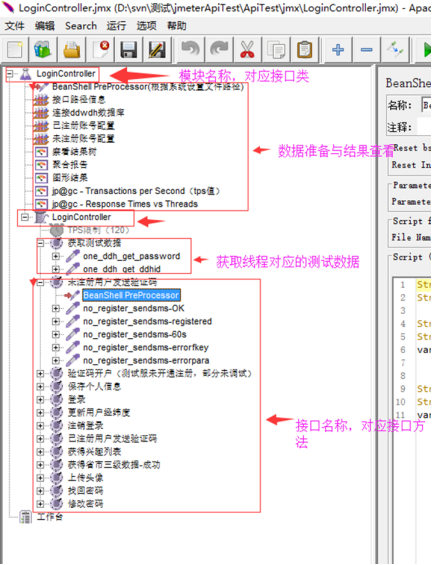 LoginController.jmx (D:\svn\测试\jmeterApiTest\ApiTest\jmx\LoginController.jmx) - Apac
文件 编辑 查找 运行 选项 帮助
LoginController
模块名称，对应接口类
BeanShell PreProcessor(根据系统设置文件路径)
接口路径信息
连接ddwdh数据库
已注册账号配置
未注册账号配置
察看结果树
聚合报告
图形结果
jp@gc - Transactions per Second（tps值）
jp@gc - Response Times vs Threads
数据准备与结果查看
LoginController
TPS限制（120）
获取测试数据
one_ddh_get_password
one_ddh_get_ddhid
获取线程对应的测试数据
未注册用户发送验证码
BeanShell PreProcessor
no_register_sendsms-OK
no_register_sendsms-registered
no_register_sendsms-60s
no_register_sendsms-errorfkey
no_register_sendsms-errorpara
验证码开户（测试服未开通注册，部分未调试）
保存个人信息
登录
更新用户经纬度
注销登录
已注册用户发送验证码
获得兴趣列表
获得省市三级数据-成功
上传头像
找回密码
修改密码
接口名称，对应接口方
法
工作台
BeanShe
名称： Be
注释：
Reset bs
Reset In
Parameter
Paramete
Script f
File Nam
Script (
1 Str
2
3 Str
4
5 Str
6 var
7
8
9 Str
10 Str
11 var